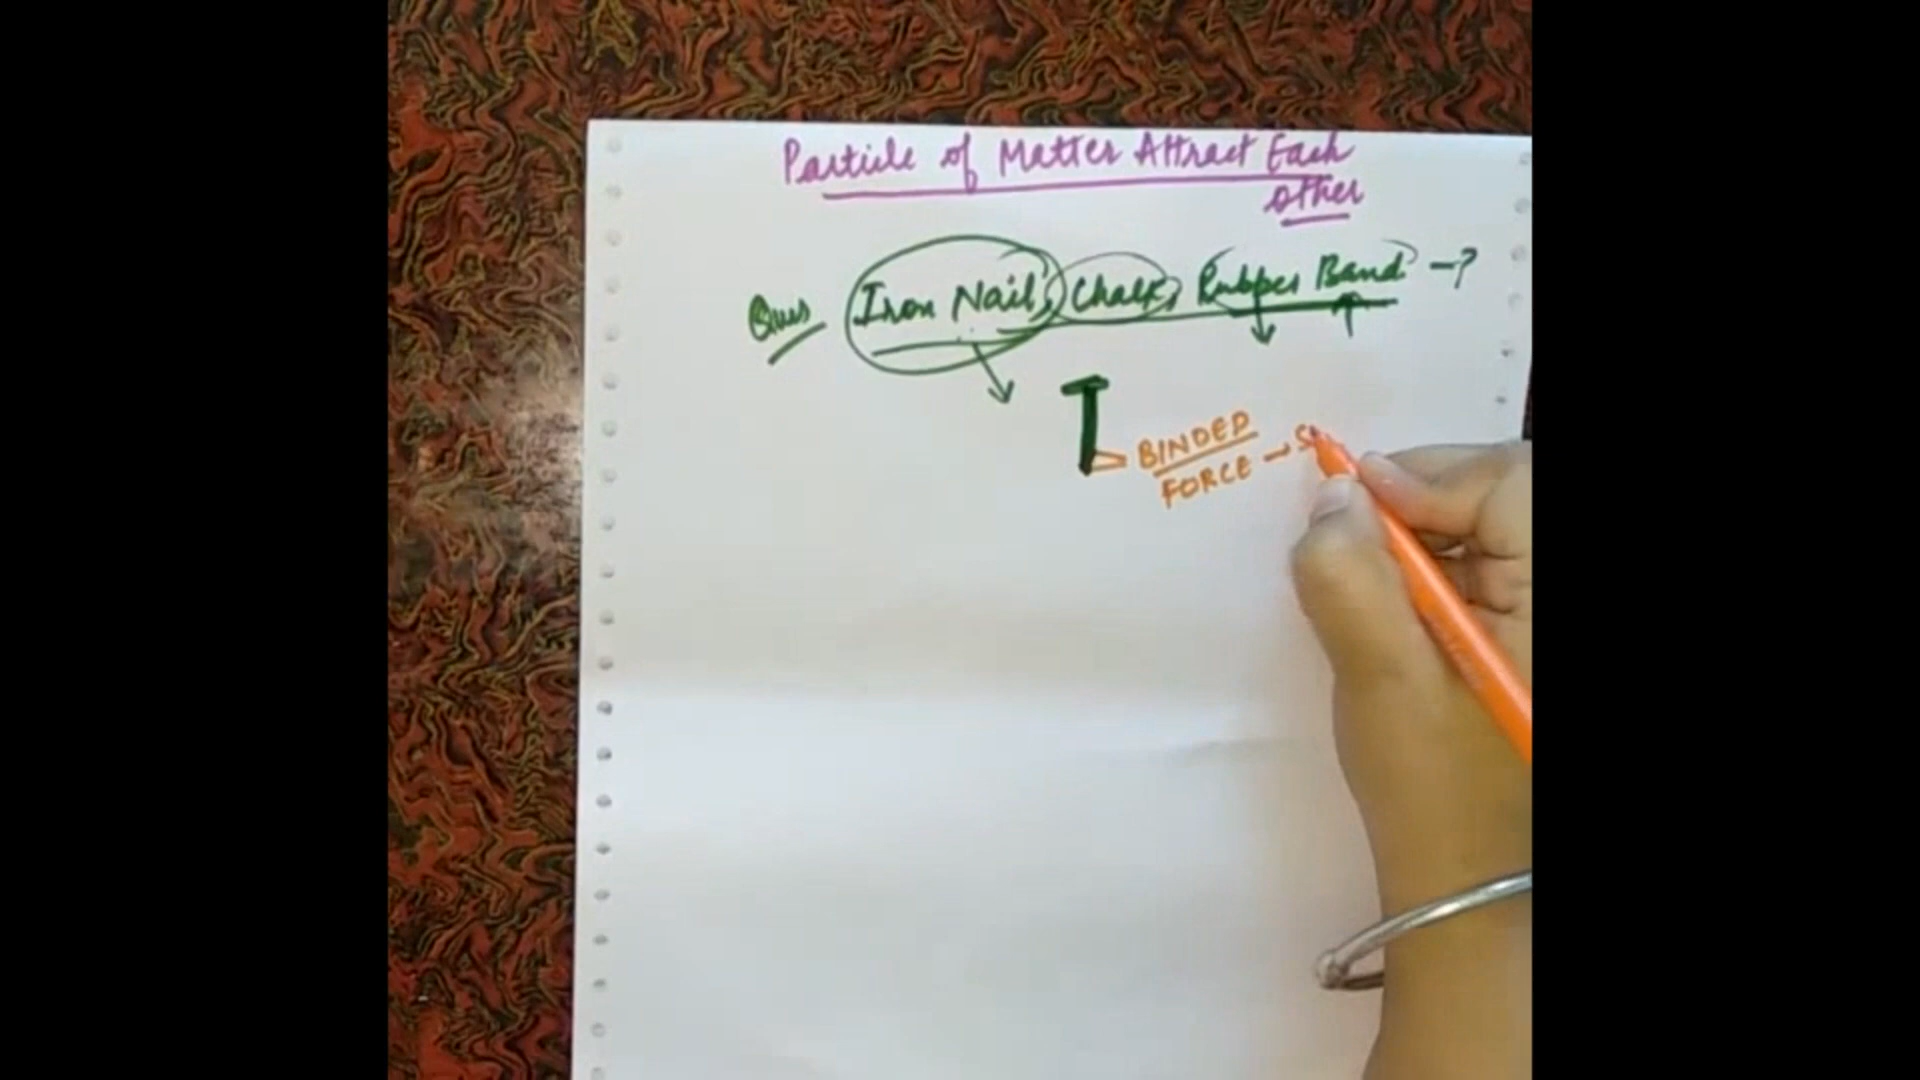 Particle of Matter Attract Each
other
Ques Iron Nail, Chalk, Rubber Band -?
BINDED
FORCE → S